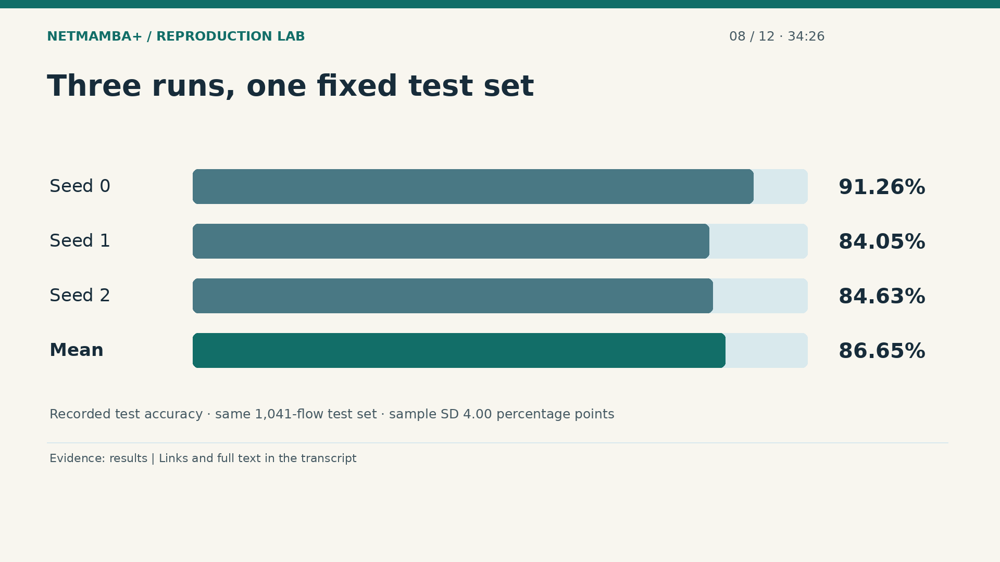 NETMAMBA+ / REPRODUCTION LAB
08 / 12 · 34:26
Three runs, one fixed test set
Seed 0 91.26%
Seed 1 84.05%
Seed 2 84.63%
Mean 86.65%
Recorded test accuracy · same 1,041-flow test set · sample SD 4.00 percentage points
Evidence: results | Links and full text in the transcript